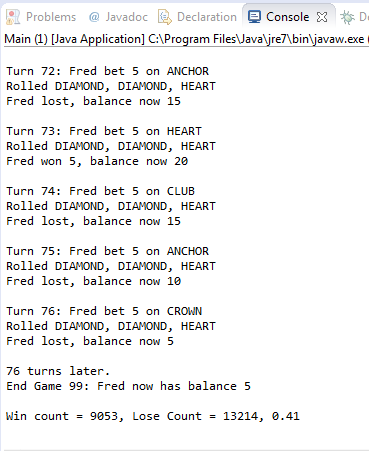 Problems @ Javadoc Declaration Console
Main (1) [Java Application] C:\Program Files\Java\jre7\bin\javaw.exe (
Turn 72: Fred bet 5 on ANCHOR
Rolled DIAMOND, DIAMOND, HEART
Fred lost, balance now 15
Turn 73: Fred bet 5 on HEART
Rolled DIAMOND, DIAMOND, HEART
Fred won 5, balance now 20
Turn 74: Fred bet 5 on CLUB
Rolled DIAMOND, DIAMOND, HEART
Fred lost, balance now 15
Turn 75: Fred bet 5 on ANCHOR
Rolled DIAMOND, DIAMOND, HEART
Fred lost, balance now 10
Turn 76: Fred bet 5 on CROWN
Rolled DIAMOND, DIAMOND, HEART
Fred lost, balance now 5
76 turns later.
End Game 99: Fred now has balance 5
Win count = 9053, Lose Count = 13214, 0.41